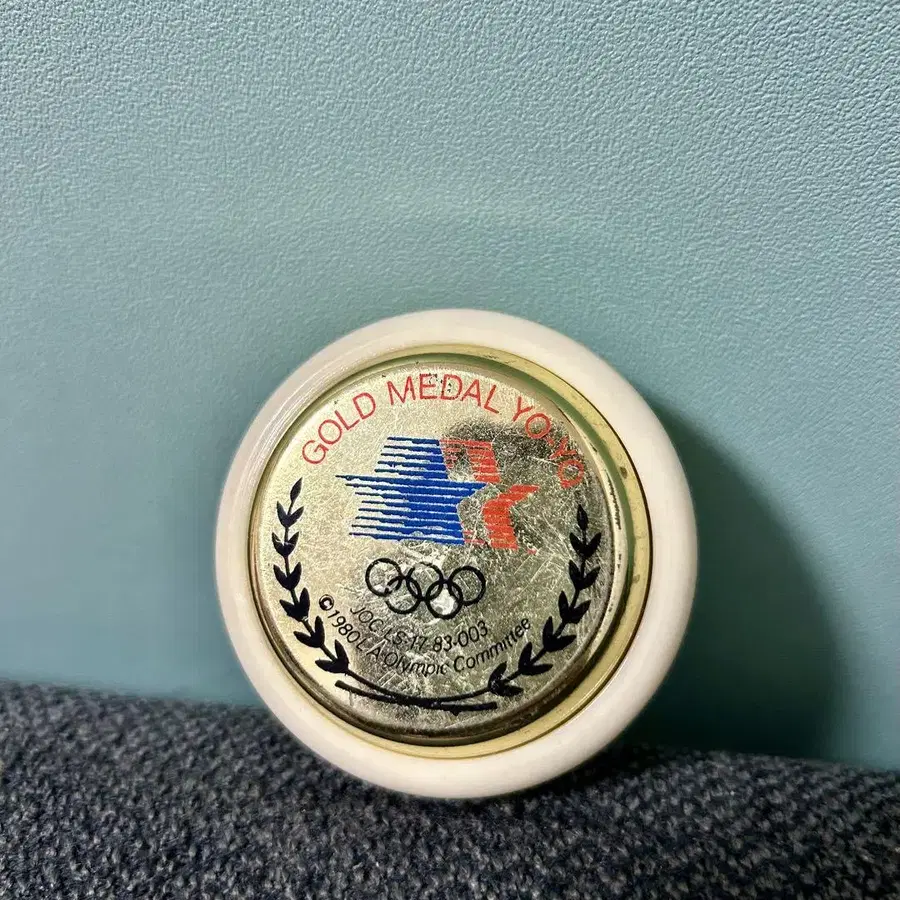 GOLD MEDAL YO-YO
JOC-LS-17-83-003
©1980 L.A. Olympic Committee